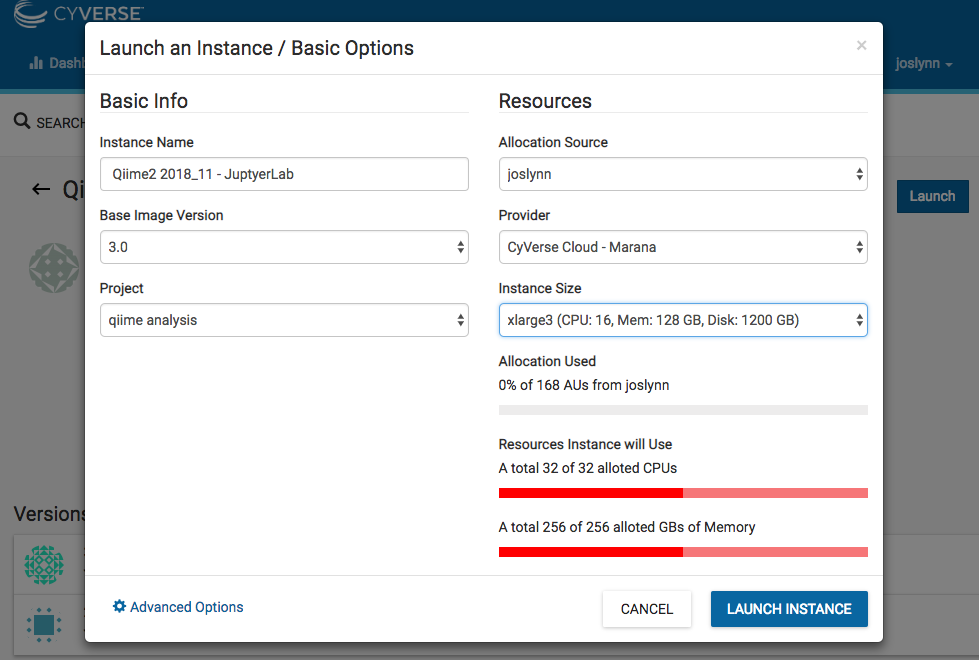 CYVERSE
Launch an Instance / Basic Options
×
Dashb
joslynn
SEARCH
Basic Info
Instance Name
Qiime2 2018_11 - JuptyerLab
Base Image Version
3.0
Project
qiime analysis
Resources
Allocation Source
joslynn
Provider
CyVerse Cloud - Marana
Instance Size
xlarge3 (CPU: 16, Mem: 128 GB, Disk: 1200 GB)
Allocation Used
0% of 168 AUs from joslynn
Resources Instance will Use
A total 32 of 32 alloted CPUs
A total 256 of 256 alloted GBs of Memory
Qi
Launch
Versions
Advanced Options
CANCEL
LAUNCH INSTANCE